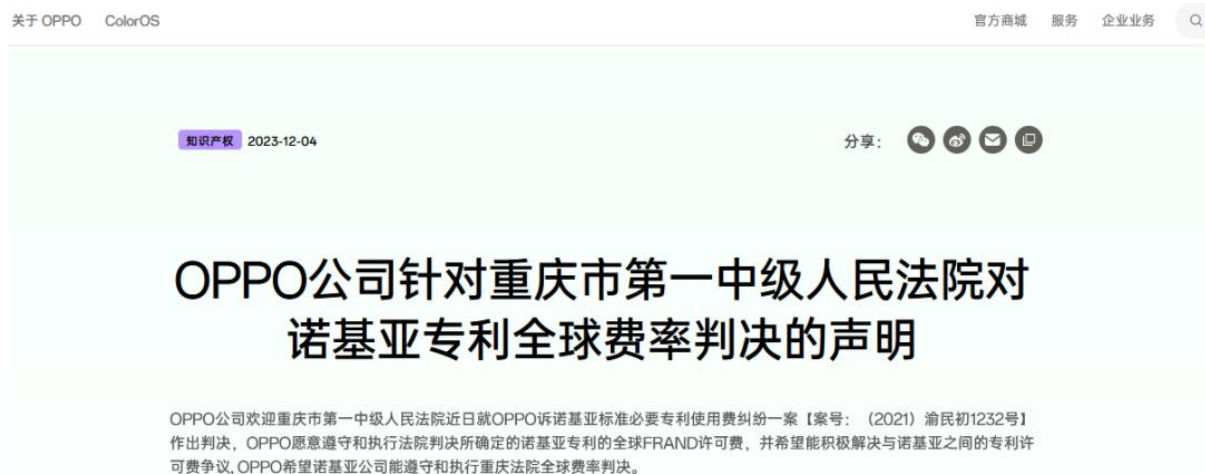 关于 OPPO ColorOS 官方商城 服务 企业业务
知识产权 2023-12-04 分享：
OPPO公司针对重庆市第一中级人民法院对
诺基亚专利全球费率判决的声明
OPPO公司欢迎重庆市第一中级人民法院近日就OPPO诉诺基亚标准必要专利使用费纠纷一案【案号：（2021）渝民初1232号】
作出判决，OPPO愿意遵守和执行法院判决所确定的诺基亚专利的全球FRAND许可费，并希望能积极解决与诺基亚之间的专利许
可费争议,OPPO希望诺基亚公司能遵守和执行重庆法院全球费率判决。